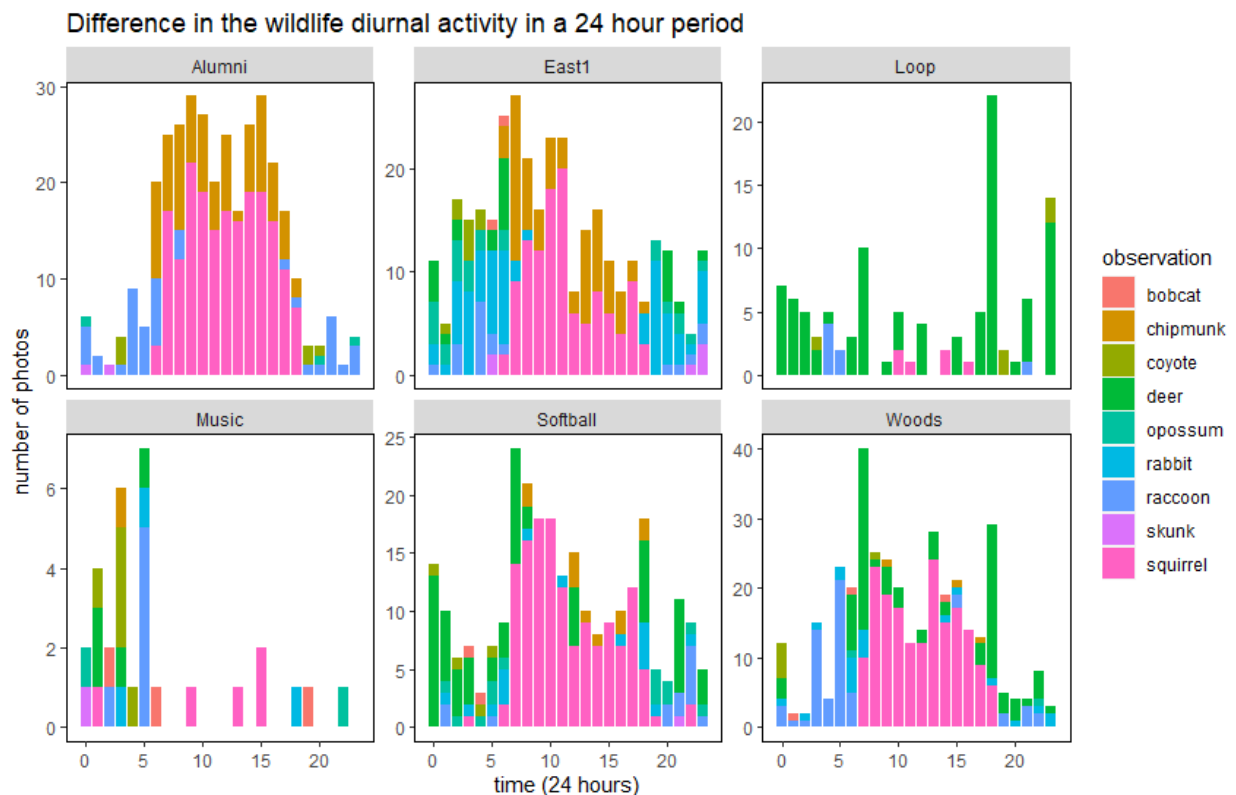 Difference in the wildlife diurnal activity in a 24 hour period
Alumni
East1
Loop
30
20
10
0
20
10
0
20
15
10
5
0
number of photos
observation
bobcat
chipmunk
coyote
deer
opossum
rabbit
raccoon
skunk
squirrel
Music
Softball
Woods
6
4
2
0
25
20
15
10
5
0
40
30
20
10
0
0 5 10 15 20
0 5 10 15 20
0 5 10 15 20
time (24 hours)